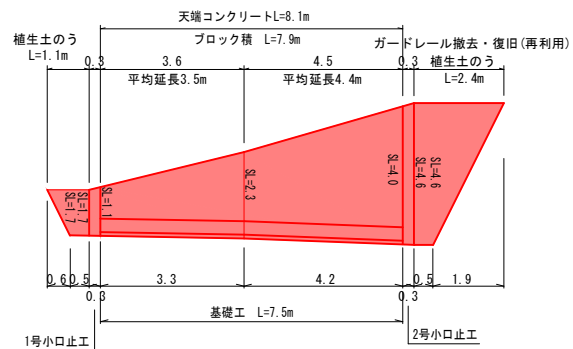 天端コンクリートL=8.1m
植生土のう
L=1.1m
ブロック積 L=7.9m
ガードレール撤去・復旧(再利用)
植生土のう
L=2.4m
0.3
3.6
4.5
0.3
平均延長3.5m
平均延長4.4m
SL=1.7
SL=1.7
SL=1.1
SL=2.3
SL=4.0
SL=4.6
SL=4.6
0.6
0.5
3.3
4.2
0.5
1.9
0.3
0.3
基礎工 L=7.5m
1号小口止工
2号小口止工